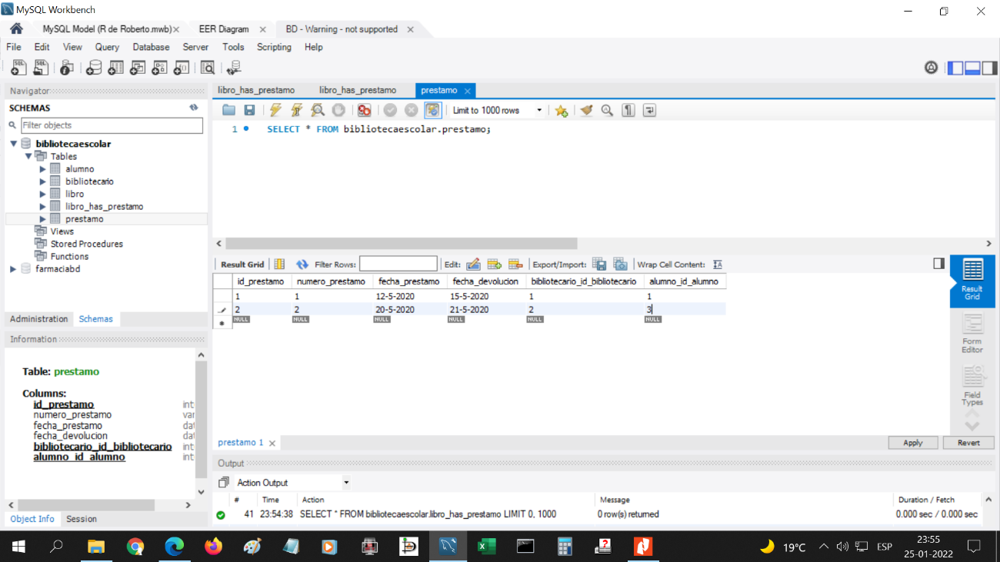 MySQL Workbench
MySQL Model (R de Roberto.mwb) EER Diagram BD - Warning - not supported
File Edit View Query Database Server Tools Scripting Help
Navigator
SCHEMAS
Filter objects
bibliotecaescolar
Tables
alumno
bibliotecario
libro
libro_has_prestamo
prestamo
Views
Stored Procedures
Functions
farmaciabd
Administration Schemas
Information
Table: prestamo
Columns:
id_prestamo int
numero_prestamo var
fecha_prestamo dat
fecha_devolucion dat
bibliotecario_id_bibliotecario int
alumno_id_alumno int
Object Info Session
libro_has_prestamo libro_has_prestamo prestamo
Limit to 1000 rows
1 SELECT * FROM bibliotecaescolar.prestamo;
Result Grid Filter Rows: Edit: Export/Import: Wrap Cell Content: IA
id_prestamo numero_prestamo fecha_prestamo fecha_devolucion bibliotecario_id_bibliotecario alumno_id_alumno
1 1 12-5-2020 15-5-2020 1 1
2 2 20-5-2020 21-5-2020 2 3
NULL NULL NULL NULL NULL NULL
Result
Grid
Form
Editor
Field
Types
prestamo 1 Apply Revert
Output
Action Output
# Time Action Message Duration / Fetch
41 23:54:38 SELECT * FROM bibliotecaescolar.libro_has_prestamo LIMIT 0, 1000 0 row(s) returned 0.000 sec / 0.000 sec
19°C ESP 23:55
25-01-2022